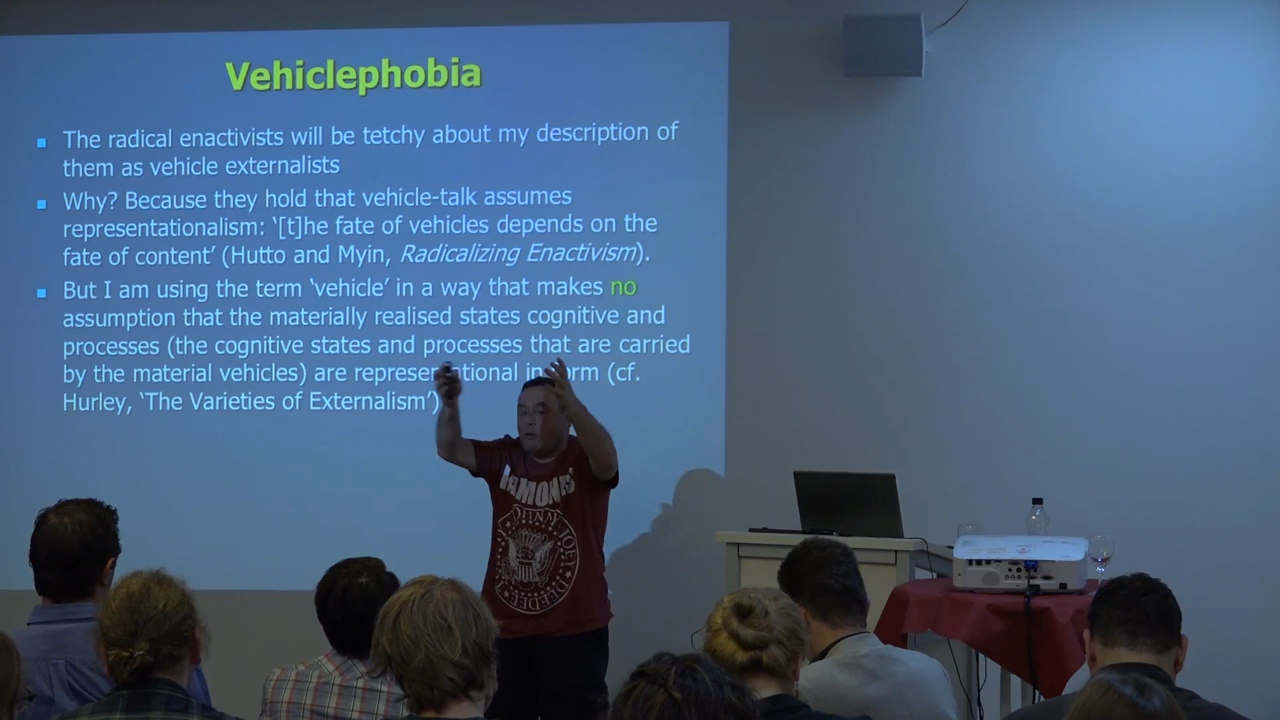 Vehiclephobia
The radical enactivists will be tetchy about my description of
them as vehicle externalists
Why? Because they hold that vehicle-talk assumes
representationalism: ‘[t]he fate of vehicles depends on the
fate of content’ (Hutto and Myin, Radicalizing Enactivism).
But I am using the term ‘vehicle’ in a way that makes no
assumption that the materially realised states cognitive and
processes (the cognitive states and processes that are carried
by the material vehicles) are representational in form (cf.
Hurley, ‘The Varieties of Externalism’)
RAMONES
JOHNNY JOEY DEEDEE